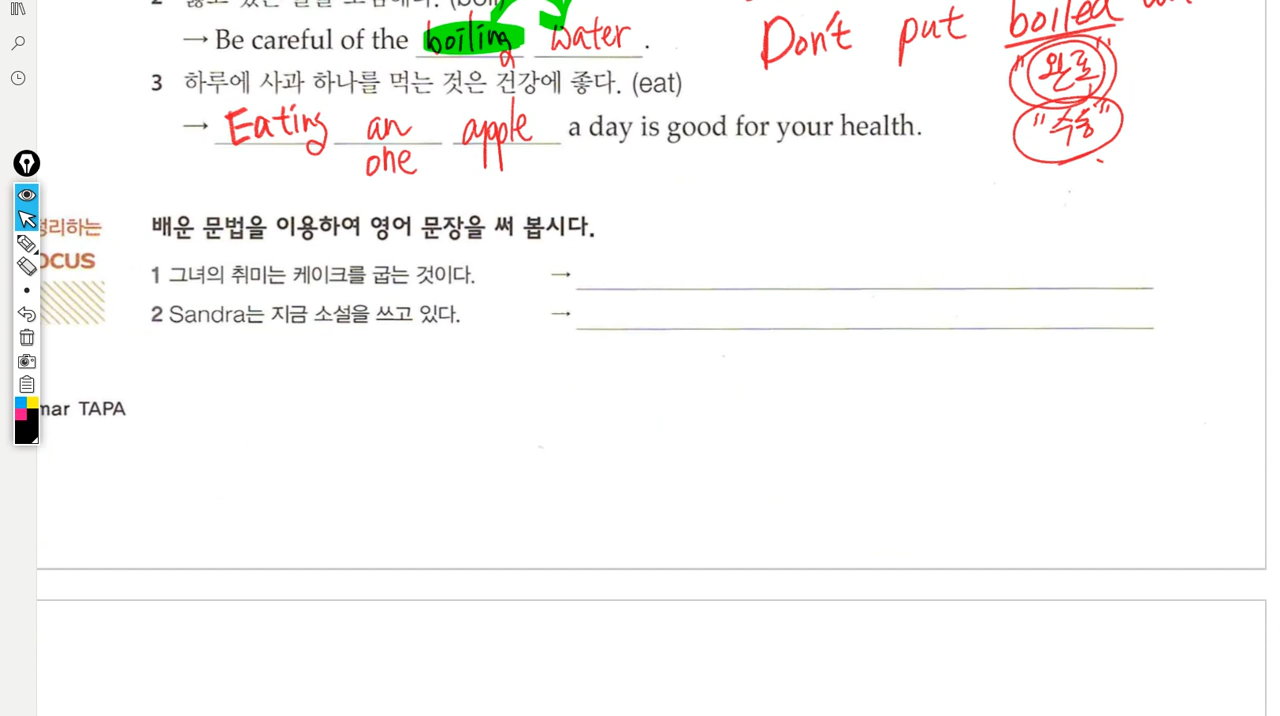 → Be careful of the boiling water .
Don't put boiled
"완료"
"수동"
3 하루에 사과 하나를 먹는 것은 건강에 좋다. (eat)
→ Eating an apple a day is good for your health.
one
정리하는
OCUS
배운 문법을 이용하여 영어 문장을 써 봅시다.
1 그녀의 취미는 케이크를 굽는 것이다. →
2 Sandra는 지금 소설을 쓰고 있다. →
mar TAPA